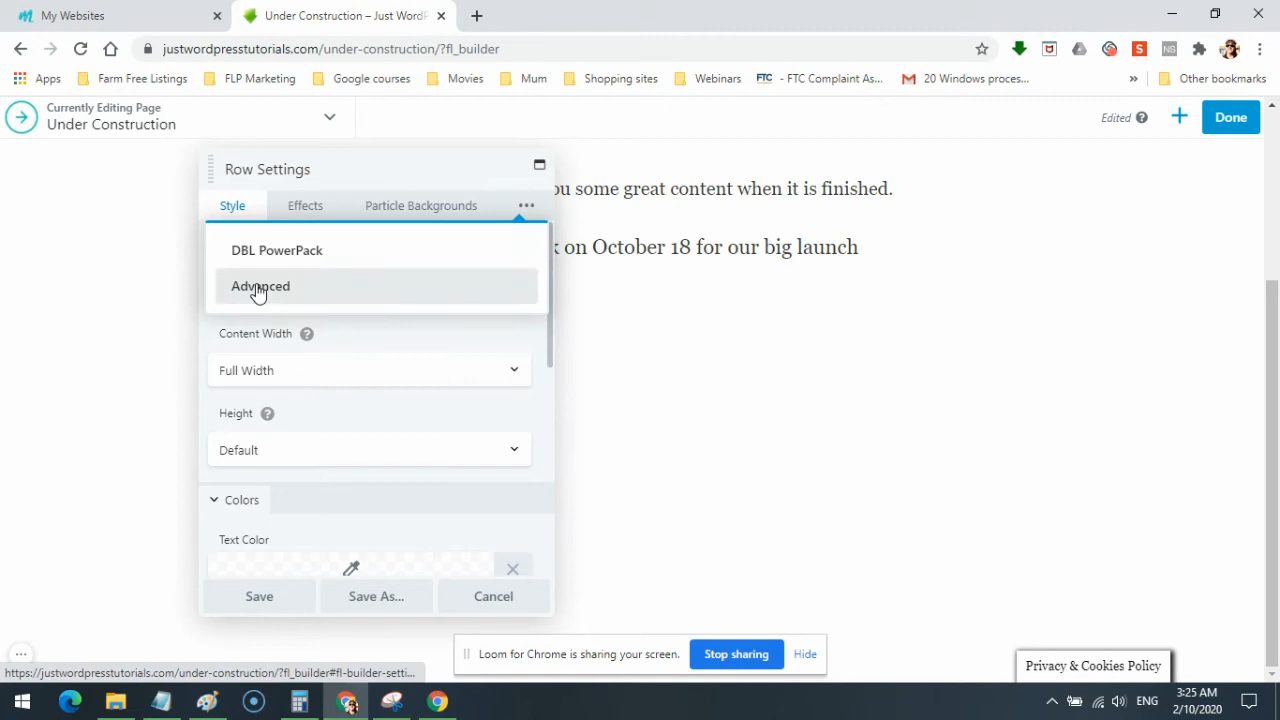 My Websites
Under Construction – Just WordPr
justwordpresstutorials.com/under-construction/?fl_builder
Apps
Farm Free Listings
FLP Marketing
Google courses
Movies
Mum
Shopping sites
Webinars
FTC - FTC Complaint As...
20 Windows proces...
»
Other bookmarks
Currently Editing Page
Under Construction
Edited
Done
Row Settings
Style
Effects
Particle Backgrounds
u some great content when it is finished.
DBL PowerPack
k on October 18 for our big launch
Advanced
Content Width
Full Width
Height
Default
Colors
Text Color
Save
Save As...
Cancel
Loom for Chrome is sharing your screen.
Stop sharing
Hide
Privacy & Cookies Policy
https://justwordpresstutorials.com/under-construction/?fl_builder#fl-builder-setti...
ENG
3:25 AM
2/10/2020